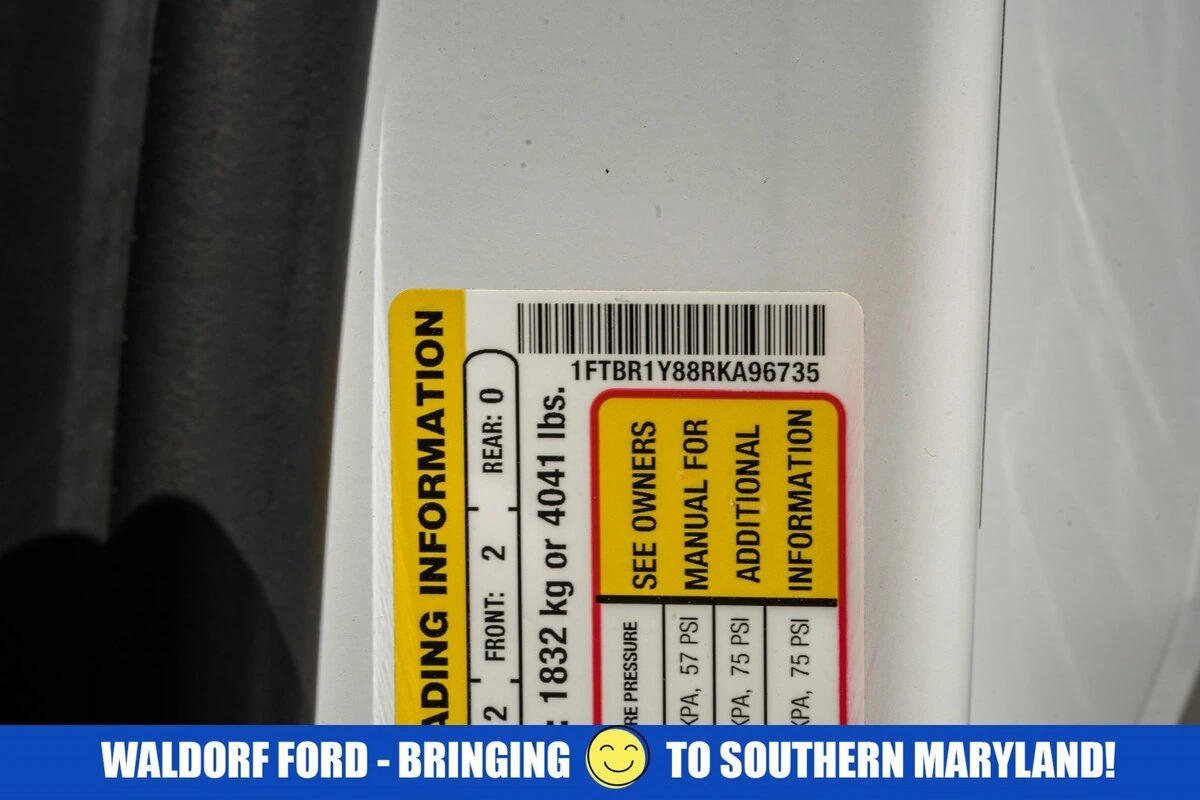 1FTBR1Y88RKA96735
ADING INFORMATION
2 FRONT: 2 REAR: 0
: 1832 kg or 4041 lbs.
SEE OWNERS
MANUAL FOR
ADDITIONAL
INFORMATION
RE PRESSURE
KPA, 57 PSI
KPA, 75 PSI
KPA, 75 PSI
WALDORF FORD - BRINGING TO SOUTHERN MARYLAND!